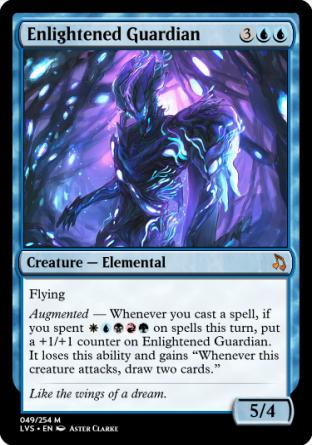 Enlightened Guardian 3
Creature — Elemental
Flying
Augmented — Whenever you cast a spell, if
you spent on spells this turn, put
a +1/+1 counter on Enlightened Guardian.
It loses this ability and gains “Whenever this
creature attacks, draw two cards.”
Like the wings of a dream.
5/4
049/254 M
LVS • EN Aster Clarke